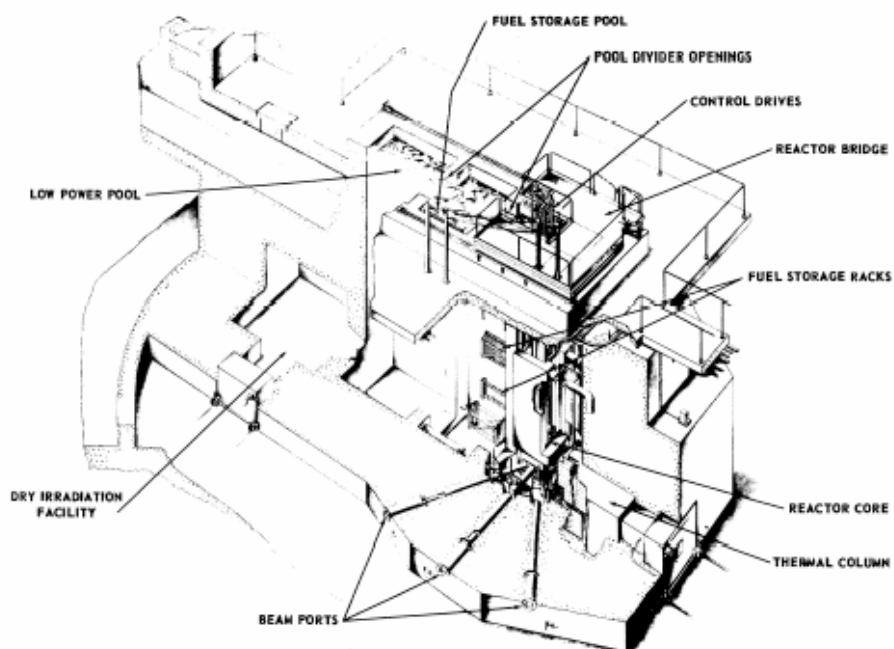 FUEL STORAGE POOL
POOL DIVIDER OPENINGS
CONTROL DRIVES
REACTOR BRIDGE
LOW POWER POOL
FUEL STORAGE RACKS
DRY IRRADIATION
FACILITY
REACTOR CORE
THERMAL COLUMN
BEAM PORTS